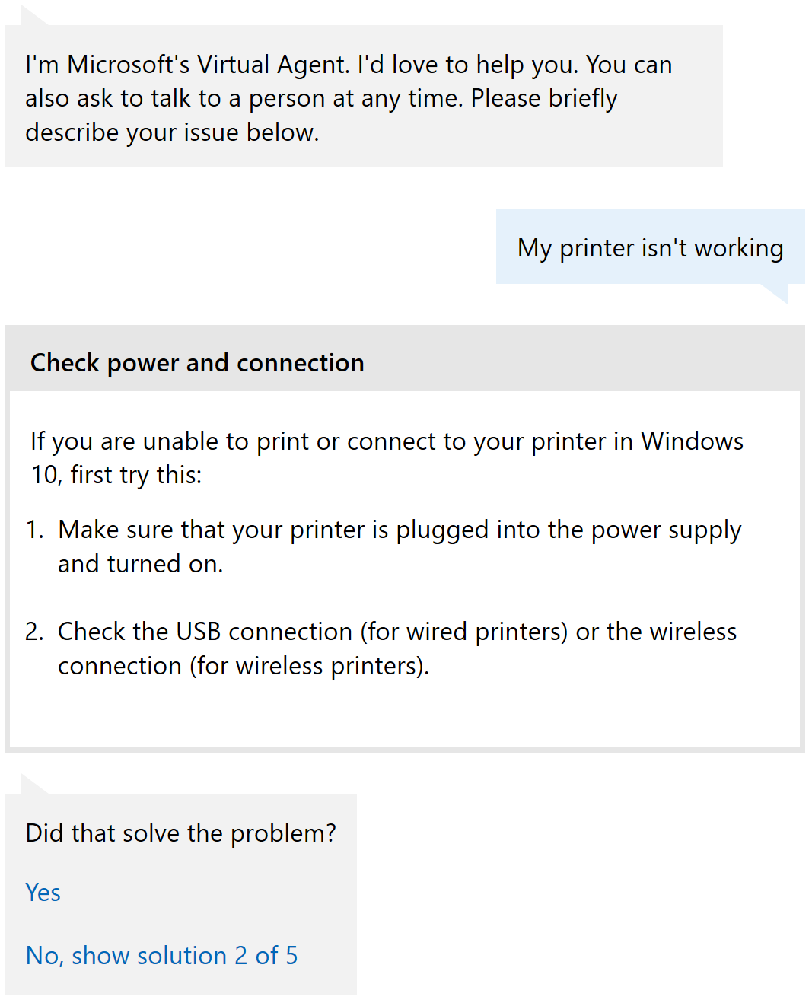 I'm Microsoft's Virtual Agent. I'd love to help you. You can
also ask to talk to a person at any time. Please briefly
describe your issue below.
My printer isn't working
Check power and connection
If you are unable to print or connect to your printer in Windows
10, first try this:
1. Make sure that your printer is plugged into the power supply
and turned on.
2. Check the USB connection (for wired printers) or the wireless
connection (for wireless printers).
Did that solve the problem?
Yes
No, show solution 2 of 5